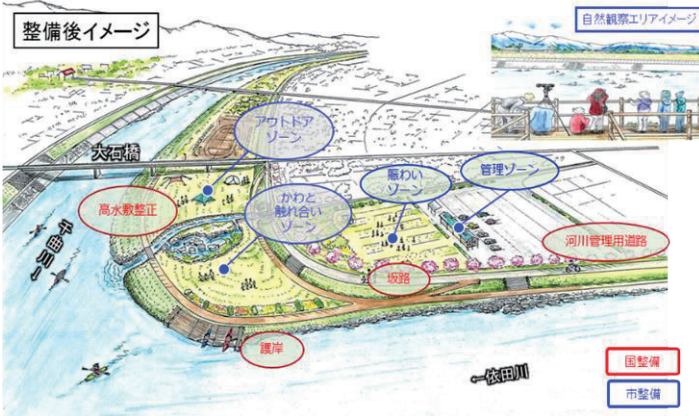 整備後イメージ
自然観察エリアイメージ
アウトドア
ゾーン
大石橋
賑わい
ゾーン
管理ゾーン
高水敷整正
かわと
触れ合い
ゾーン
河川管理用道路
千曲川→
坂路
護岸
←依田川
国整備
市整備